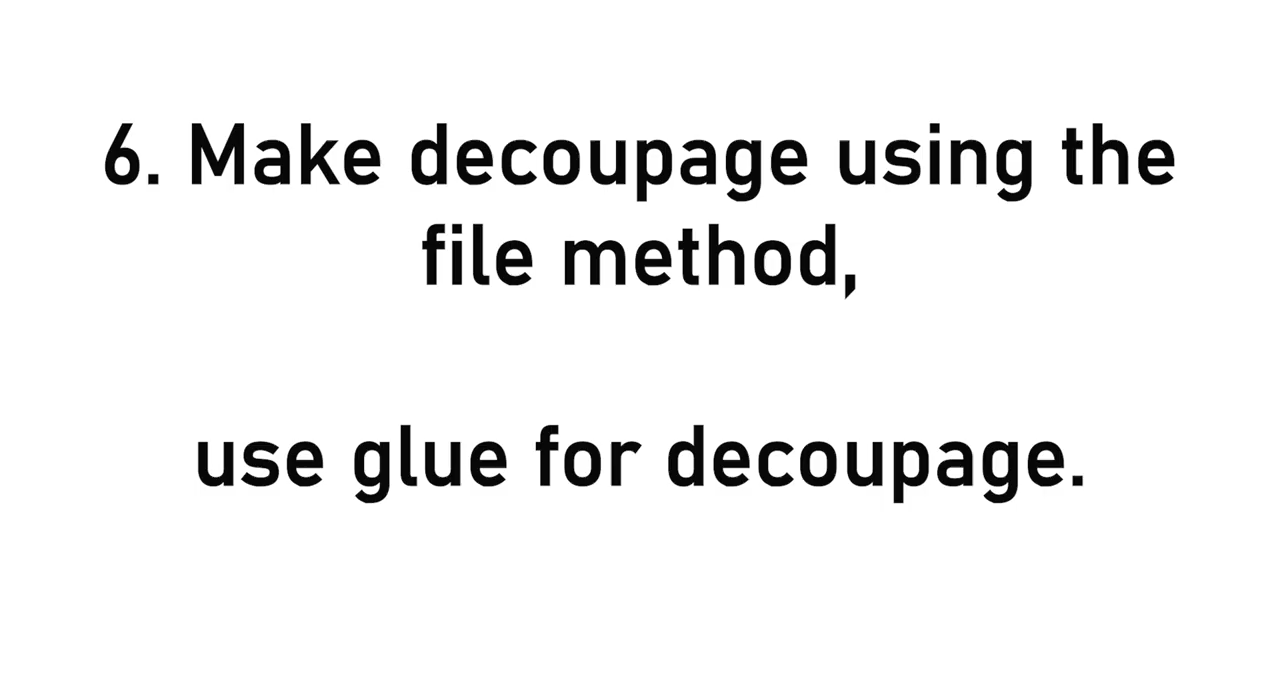 6. Make decoupage using the
file method,
use glue for decoupage.